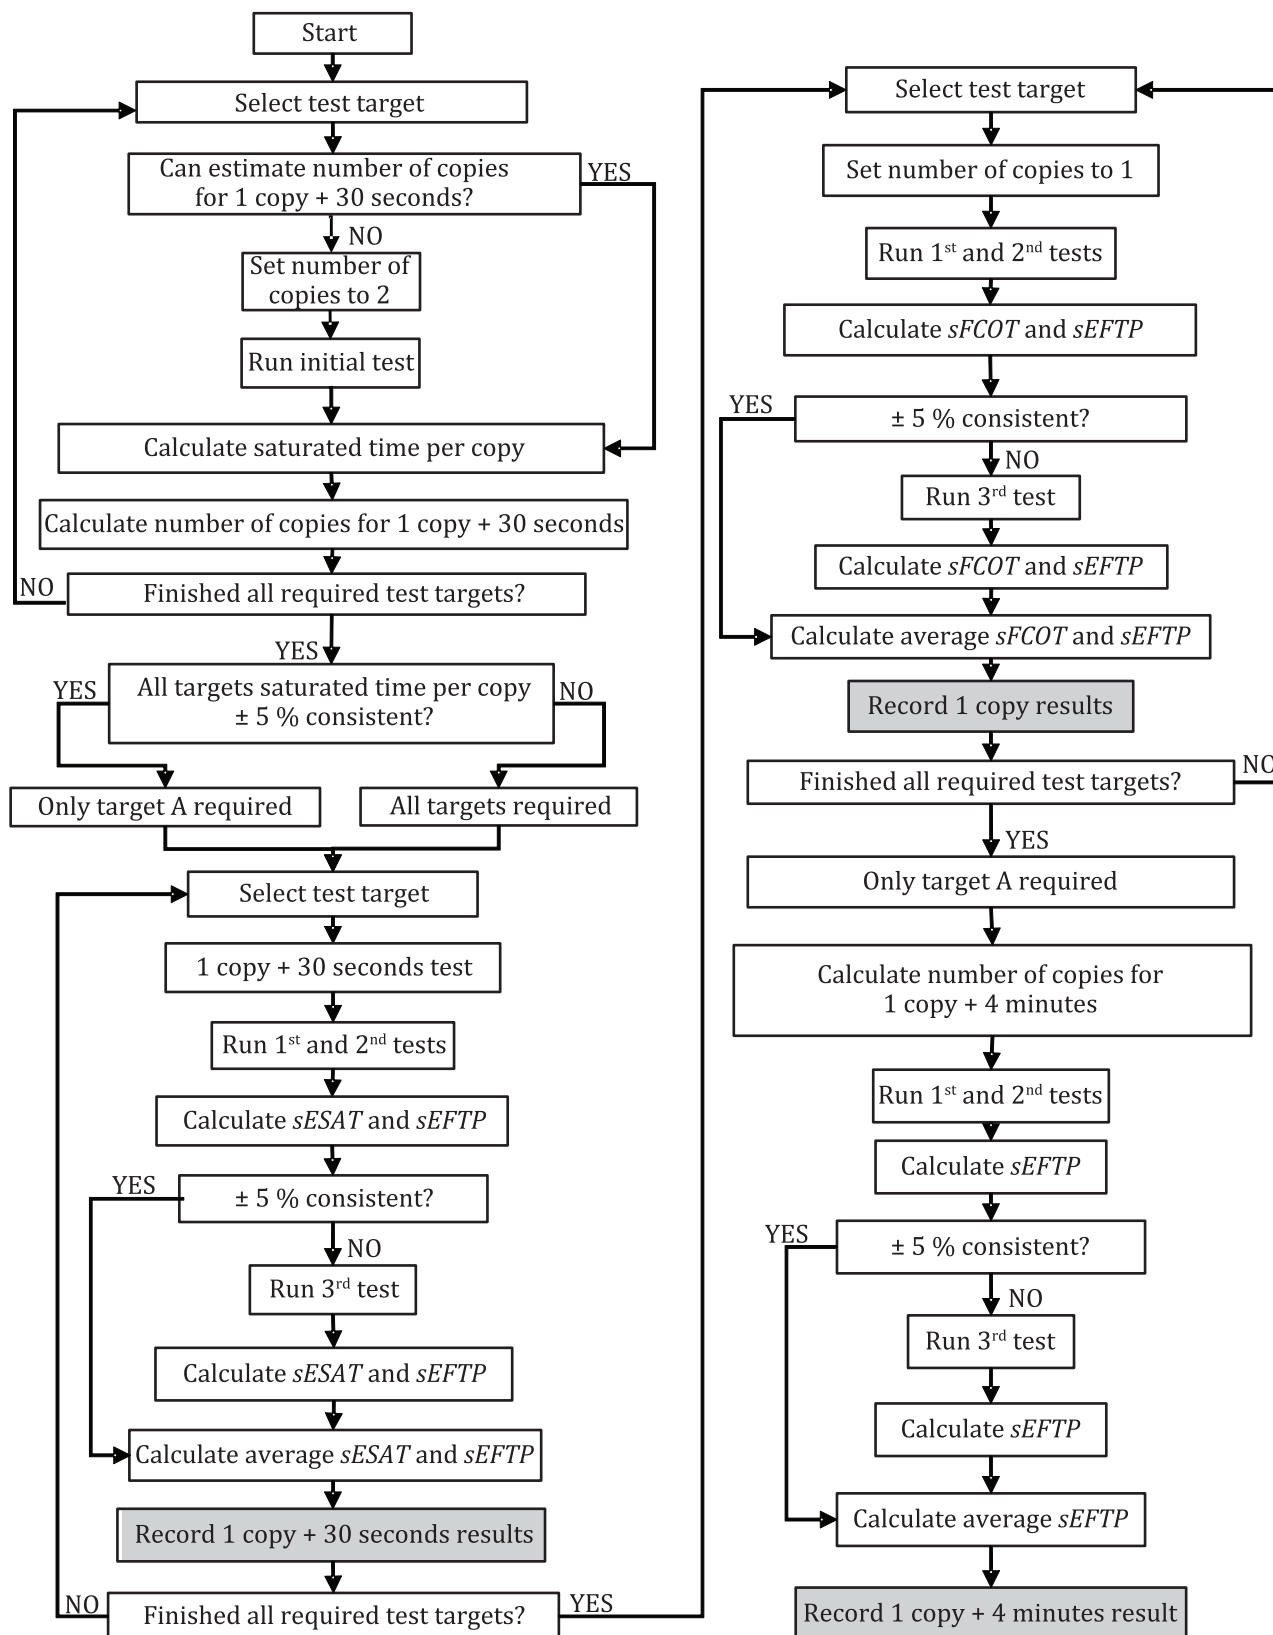 Start
Select test target
Can estimate number of copies
for 1 copy + 30 seconds?
YES
NO
Set number of
copies to 2
Run initial test
Calculate saturated time per copy
Calculate number of copies for 1 copy + 30 seconds
NO
Finished all required test targets?
YES
YES
All targets saturated time per copy
± 5 % consistent?
NO
Only target A required
All targets required
Select test target
1 copy + 30 seconds test
Run 1st and 2nd tests
Calculate sESAT and sEFTP
YES
± 5 % consistent?
NO
Run 3rd test
Calculate sESAT and sEFTP
Calculate average sESAT and sEFTP
Record 1 copy + 30 seconds results
NO
Finished all required test targets?
YES
Select test target
Set number of copies to 1
Run 1st and 2nd tests
Calculate sFCOT and sEFTP
YES
± 5 % consistent?
NO
Run 3rd test
Calculate sFCOT and sEFTP
Calculate average sFCOT and sEFTP
Record 1 copy results
Finished all required test targets?
NO
YES
Only target A required
Calculate number of copies for
1 copy + 4 minutes
Run 1st and 2nd tests
Calculate sEFTP
YES
± 5 % consistent?
NO
Run 3rd test
Calculate sEFTP
Calculate average sEFTP
Record 1 copy + 4 minutes result